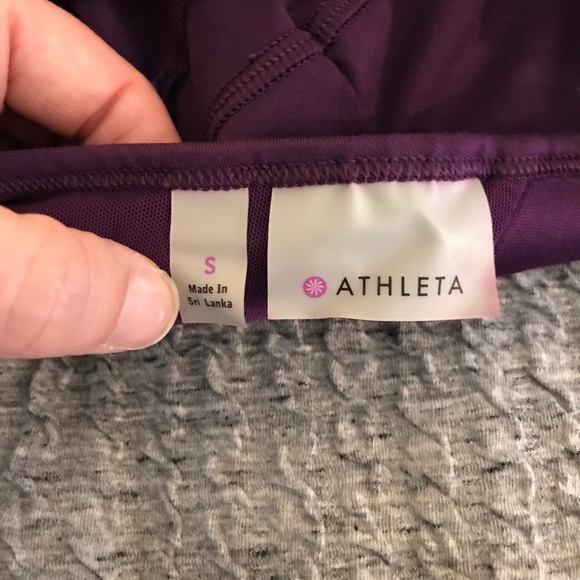 S
Made In
Sri Lanka
ATHLETA